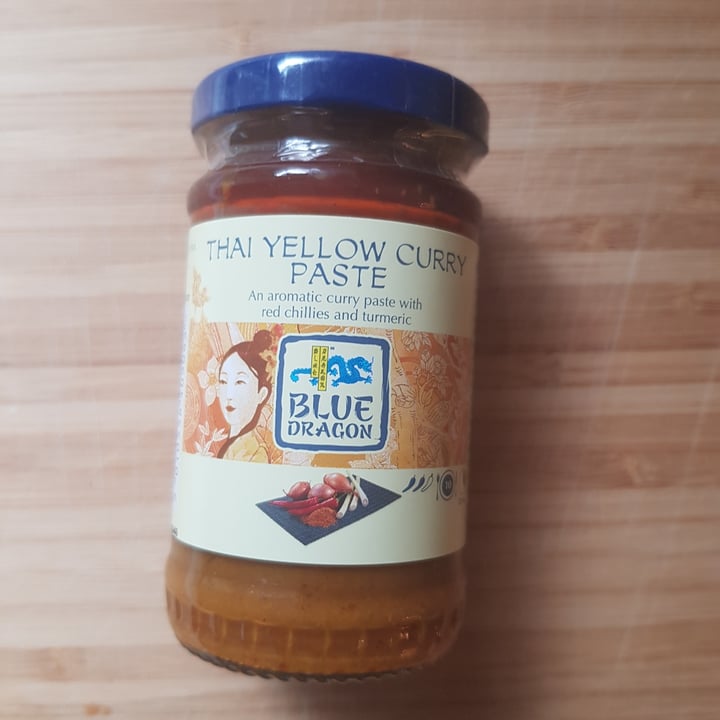 THAI YELLOW CURRY
PASTE
An aromatic curry paste with
red chillies and turmeric
BLUE
DRAGON